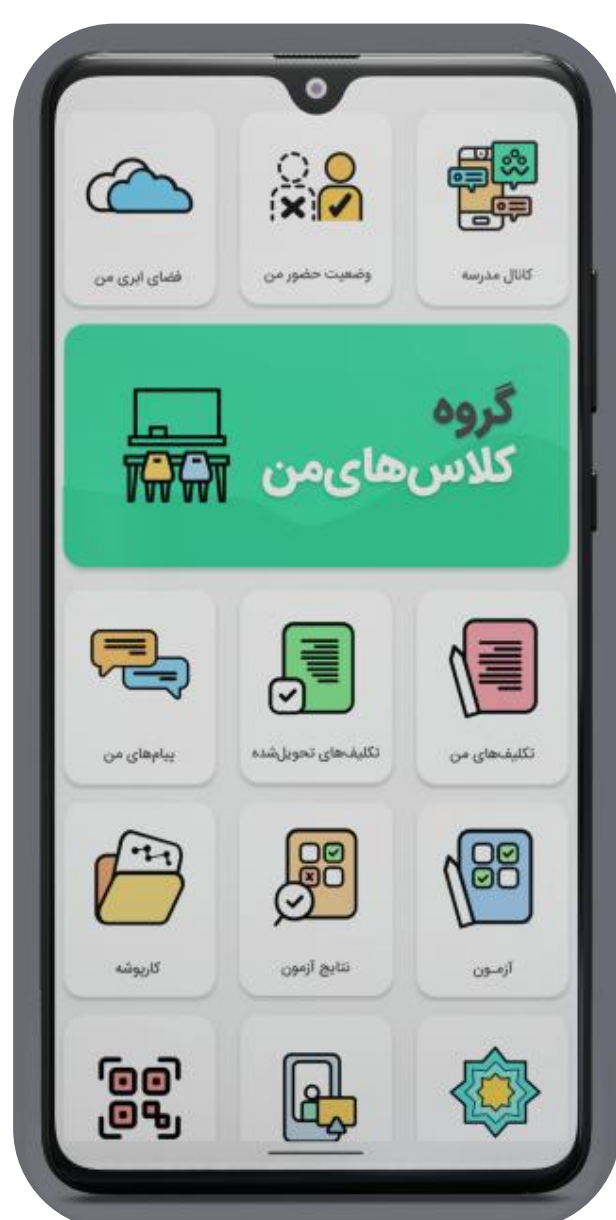 کانال مدرسه
وضعیت حضور من
فضای ابری من
گروه
کلاس‌های‌من
تکلیف‌های من
تکلیف‌های تحویل‌شده
پیام‌های من
آزمـون
نتایج آزمون
کارپوشه